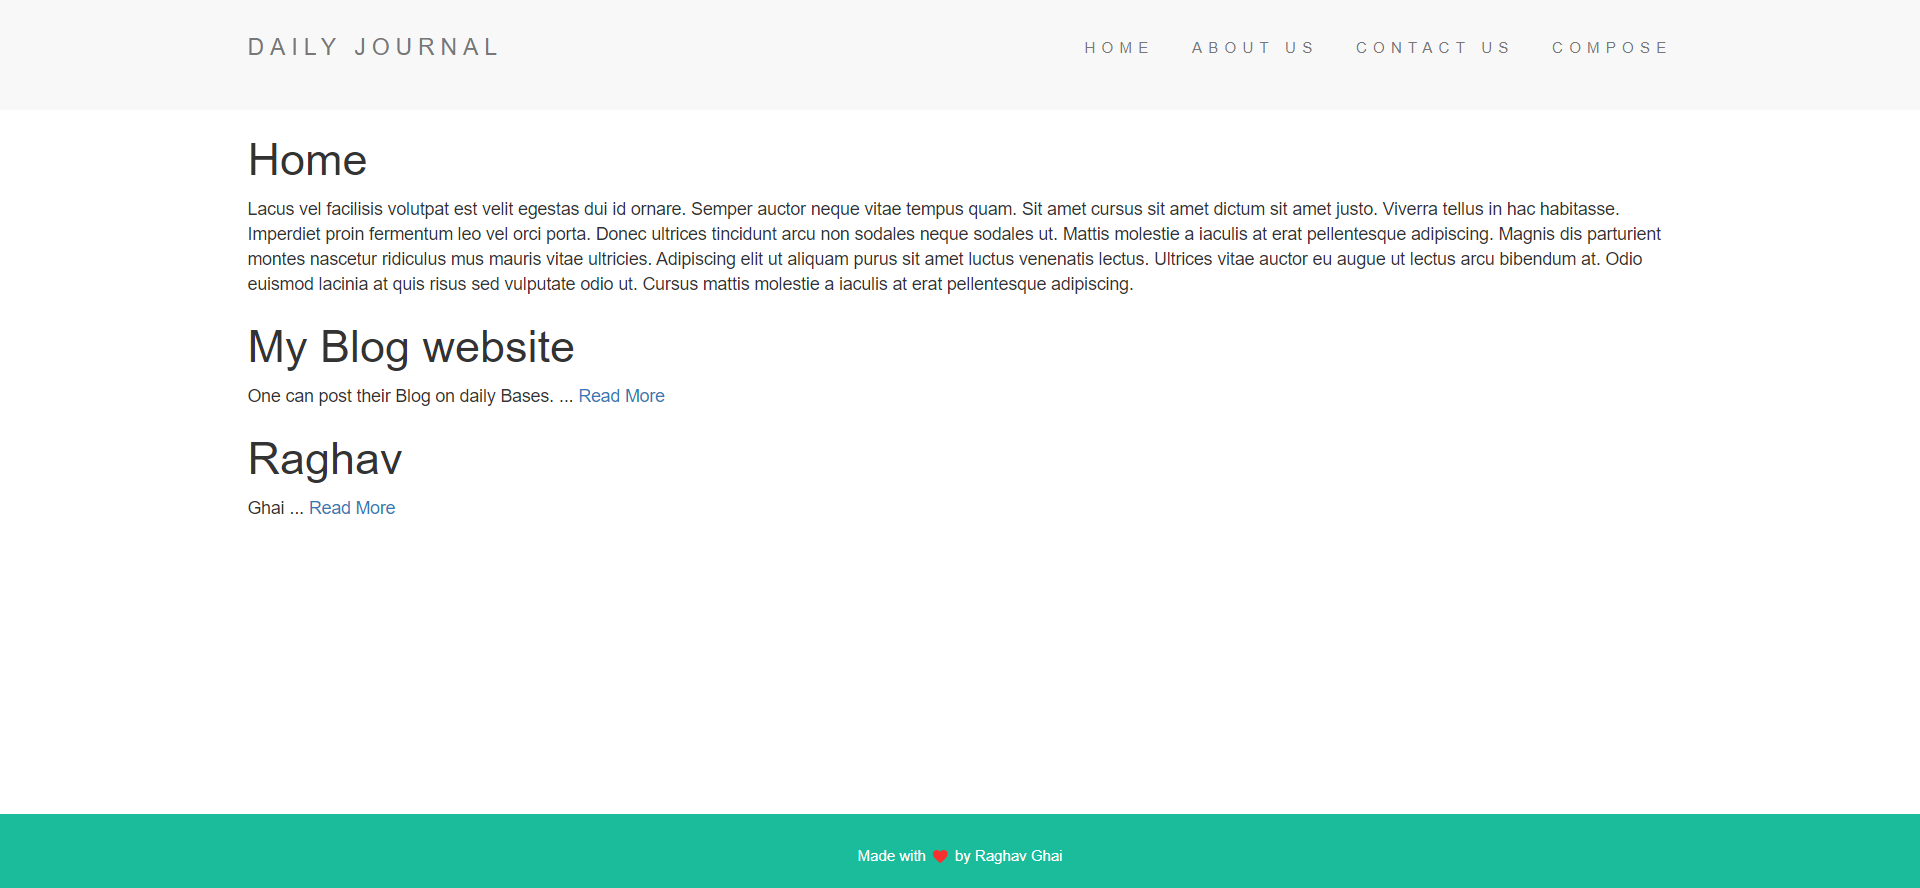 DAILY JOURNAL
HOME ABOUT US CONTACT US COMPOSE
Home
Lacus vel facilisis volutpat est velit egestas dui id ornare. Semper auctor neque vitae tempus quam. Sit amet cursus sit amet dictum sit amet justo. Viverra tellus in hac habitasse.
Imperdiet proin fermentum leo vel orci porta. Donec ultrices tincidunt arcu non sodales neque sodales ut. Mattis molestie a iaculis at erat pellentesque adipiscing. Magnis dis parturient
montes nascetur ridiculus mus mauris vitae ultricies. Adipiscing elit ut aliquam purus sit amet luctus venenatis lectus. Ultrices vitae auctor eu augue ut lectus arcu bibendum at. Odio
euismod lacinia at quis risus sed vulputate odio ut. Cursus mattis molestie a iaculis at erat pellentesque adipiscing.
My Blog website
One can post their Blog on daily Bases. ... Read More
Raghav
Ghai ... Read More
Made with ❤ by Raghav Ghai